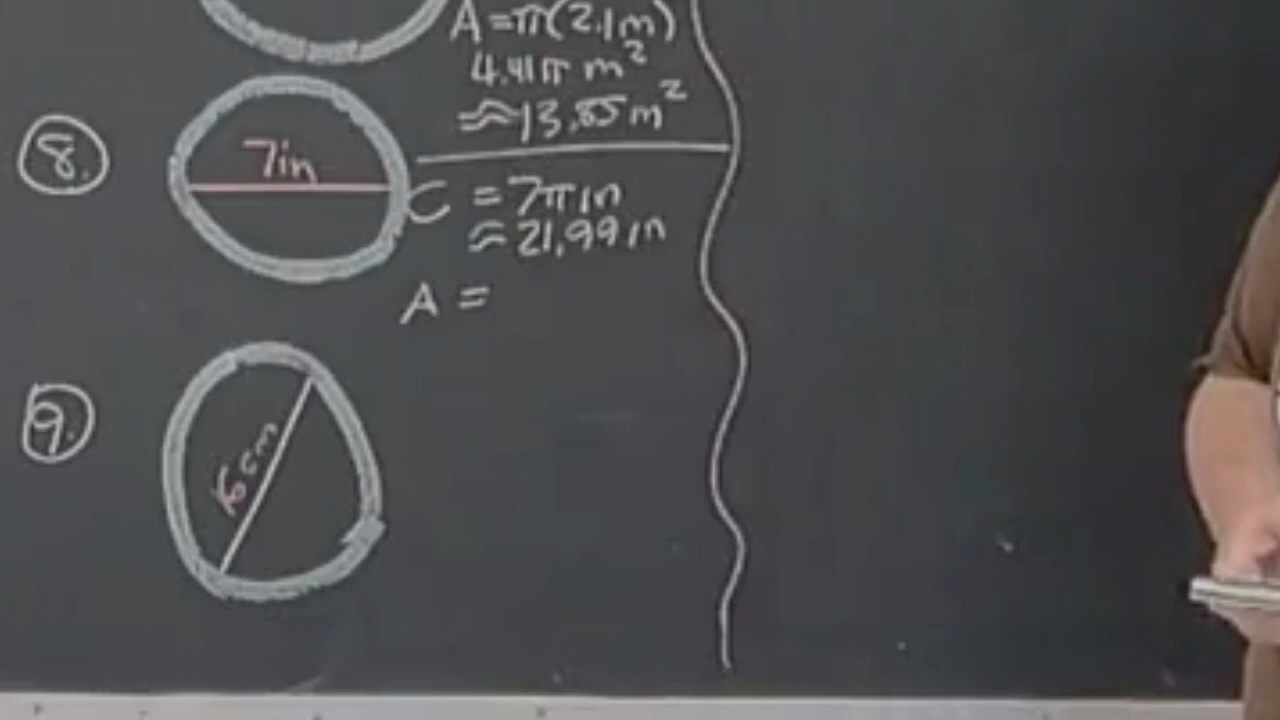 A=π(2.1m)
4.41π m²
≈13.85m²
8.
7in
C = 7π in
≈ 21.99 in
A =
9.
6cm